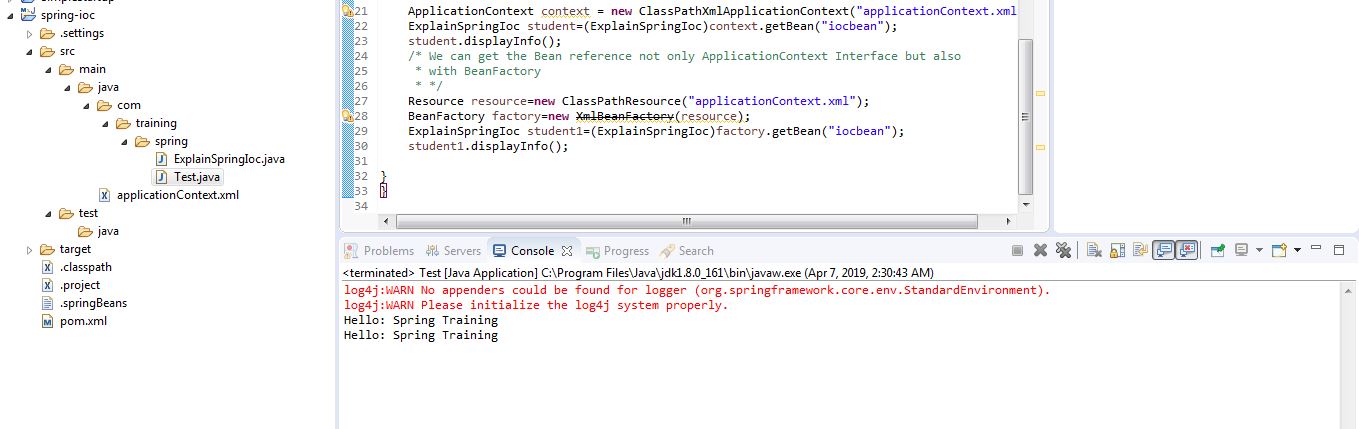 spring-ioc
.settings
src
main
java
com
training
spring
ExplainSpringIoc.java
Test.java
applicationContext.xml
test
java
target
.classpath
.project
.springBeans
pom.xml
21 ApplicationContext context = new ClassPathXmlApplicationContext("applicationContext.xml
22 ExplainSpringIoc student=(ExplainSpringIoc)context.getBean("iocbean");
23 student.displayInfo();
24 /* We can get the Bean reference not only ApplicationContext Interface but also
25 * with BeanFactory
26 * */
27 Resource resource=new ClassPathResource("applicationContext.xml");
28 BeanFactory factory=new XmlBeanFactory(resource);
29 ExplainSpringIoc student1=(ExplainSpringIoc)factory.getBean("iocbean");
30 student1.displayInfo();
31
32 }
33 }
34
Problems Servers Console Progress Search
<terminated> Test [Java Application] C:\Program Files\Java\jdk1.8.0_161\bin\javaw.exe (Apr 7, 2019, 2:30:43 AM)
log4j:WARN No appenders could be found for logger (org.springframework.core.env.StandardEnvironment).
log4j:WARN Please initialize the log4j system properly.
Hello: Spring Training
Hello: Spring Training